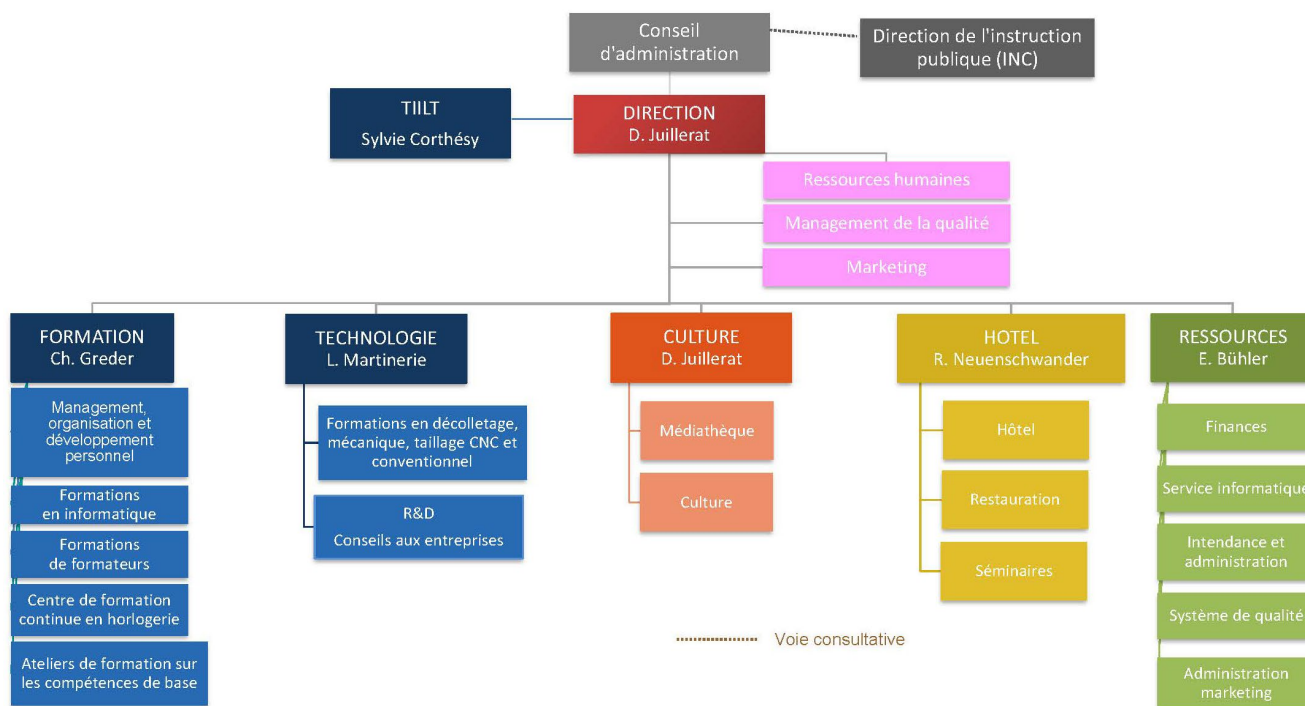 Conseil
d'administration
Direction de l'instruction
publique (INC)
TIILT
Sylvie Corthésy
DIRECTION
D. Juillerat
Ressources humaines
Management de la qualité
Marketing
FORMATION
Ch. Greder
Management,
organisation et
développement
personnel
Formations
en informatique
Formations
de formateurs
Centre de formation
continue en horlogerie
Ateliers de formation sur
les compétences de base
TECHNOLOGIE
L. Martinerie
Formations en décolletage,
mécanique, taillage CNC et
conventionnel
R&D
Conseils aux entreprises
CULTURE
D. Juillerat
Médiathèque
Culture
HOTEL
R. Neuenschwander
Hôtel
Restauration
Séminaires
RESSOURCES
E. Bühler
Finances
Service informatique
Intendance et
administration
Système de qualité
Administration
marketing
Voie consultative